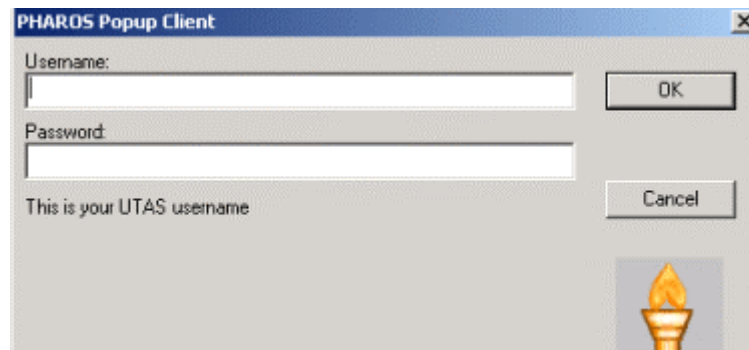 PHAROS Popup Client
Username:
OK
Password:
This is your UTAS username
Cancel